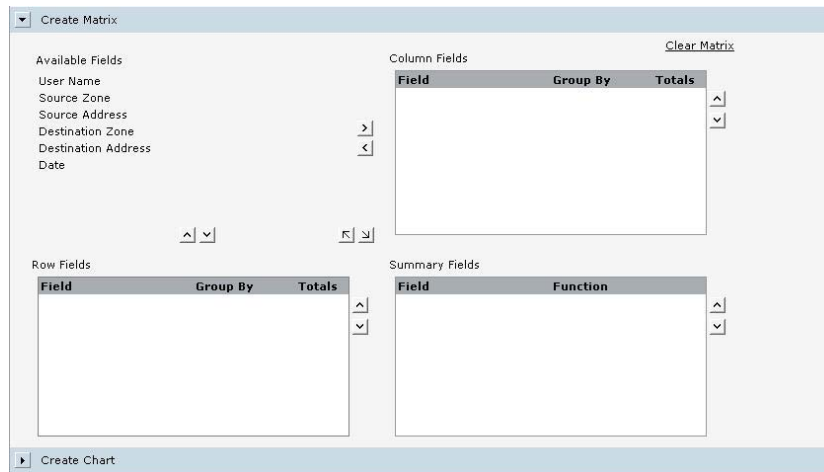 Create Matrix
Clear Matrix
Available Fields
User Name
Source Zone
Source Address
Destination Zone
Destination Address
Date
Column Fields
Field Group By Totals
Row Fields
Field Group By Totals
Summary Fields
Field Function
Create Chart